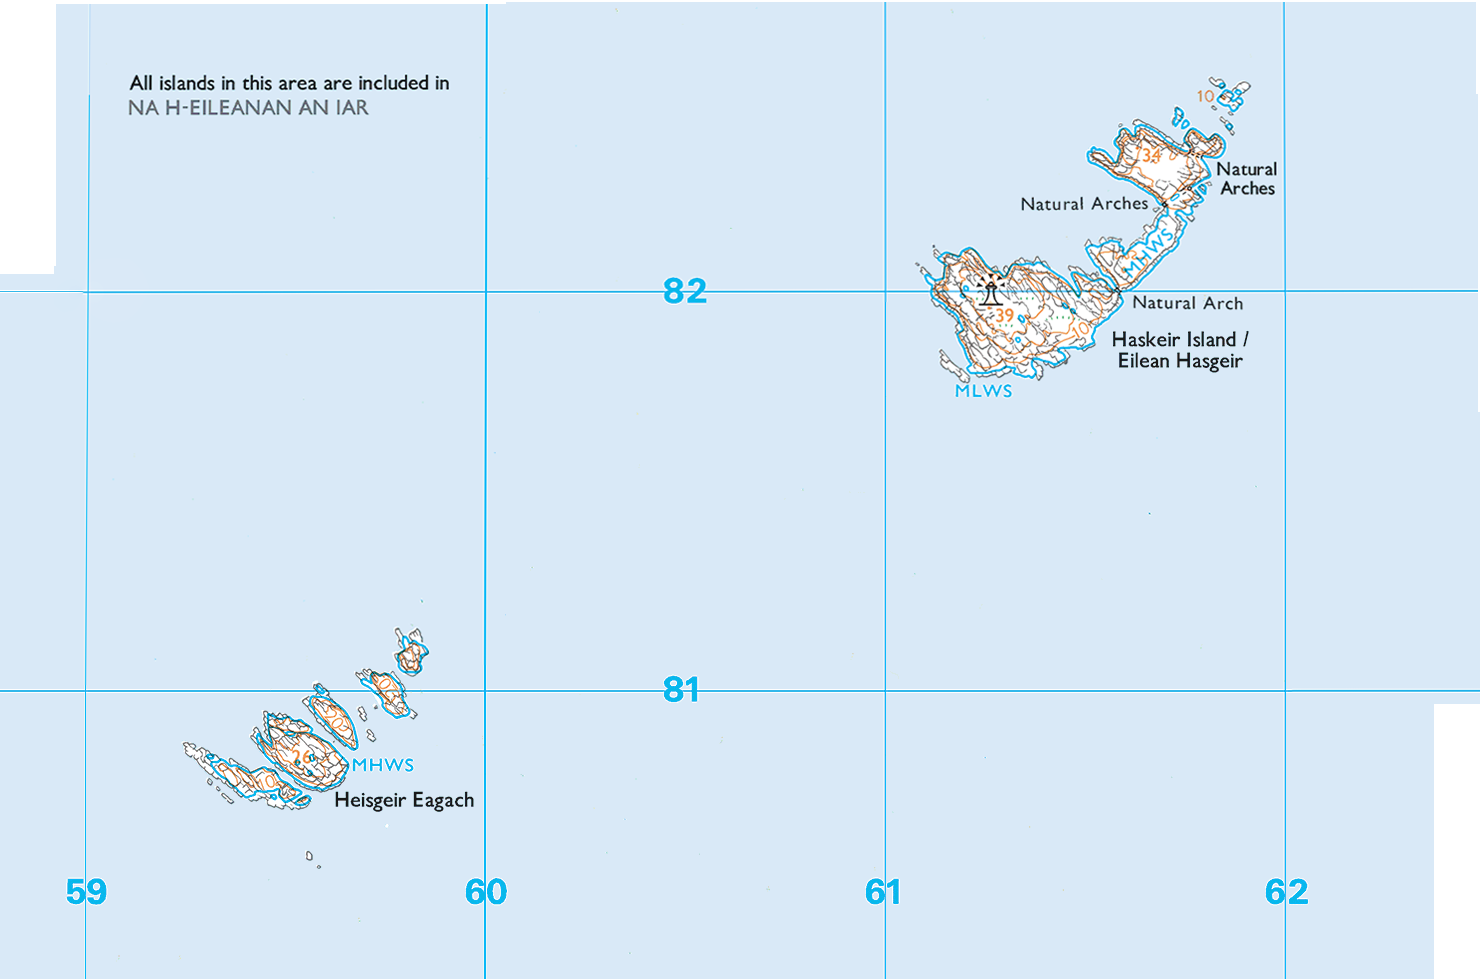 All islands in this area are included in
NA H-EILEANAN AN IAR
10
34
Natural
Arches
Natural Arches
MHWS
82
39
10
Natural Arch
Haskeir Island /
Eilean Hasgeir
MLWS
81
10
20
26
MHWS
10
Heisgeir Eagach
59
60
61
62